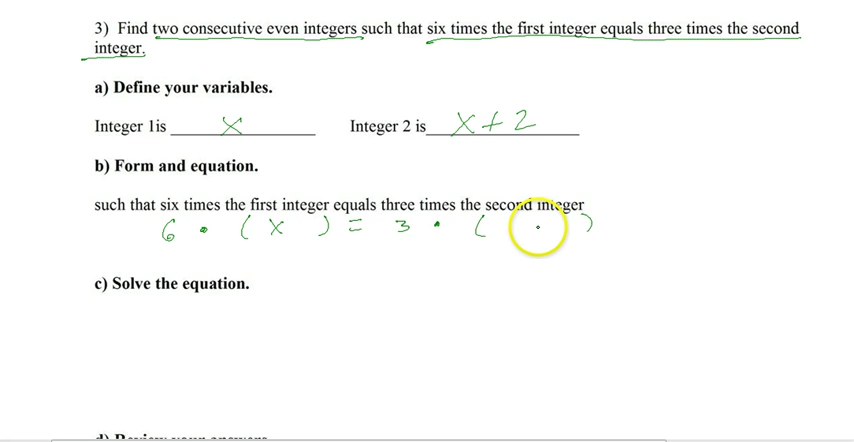 3) Find two consecutive even integers such that six times the first integer equals three times the second
integer.
a) Define your variables.
Integer 1is x Integer 2 is x + 2
b) Form and equation.
such that six times the first integer equals three times the second integer
6 · ( x ) = 3 · ( )
c) Solve the equation.